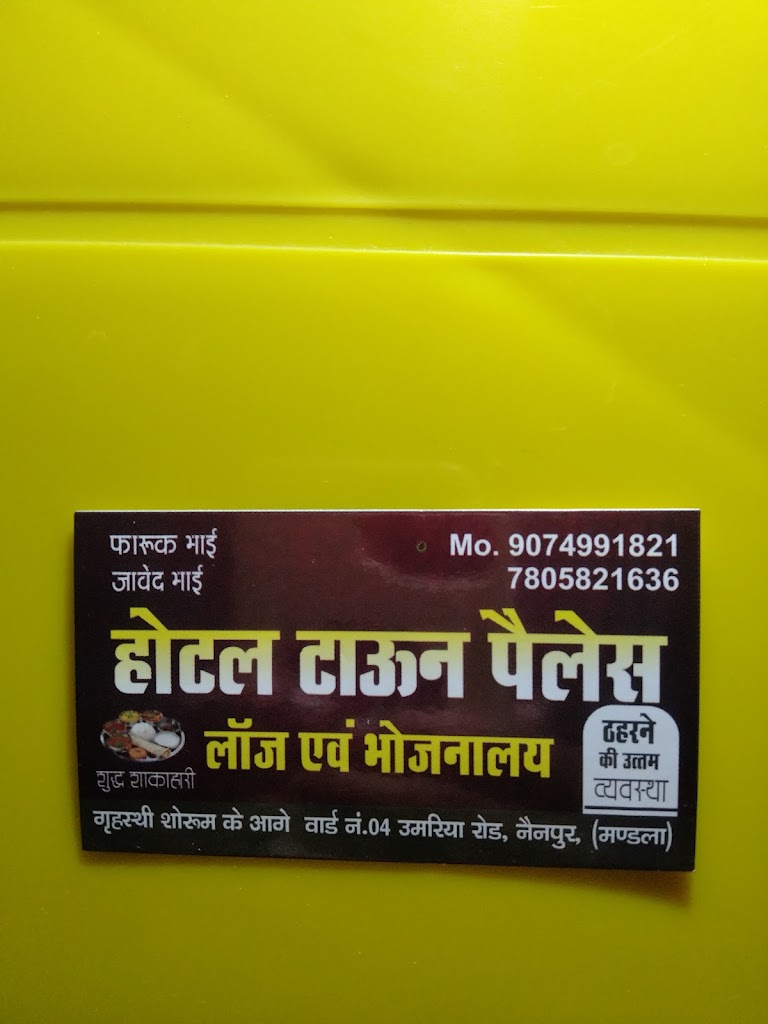 फारूक भाई
जावेद भाई
Mo. 9074991821
7805821636
होटल टाऊन पैलेस
लॉज एवं भोजनालय
शुद्ध शाकाहारी
ठहरने
की उत्तम
व्यवस्था
गृहस्थी शोरूम के आगे वार्ड नं.04 उमरिया रोड, नैनपुर, (मण्डला)